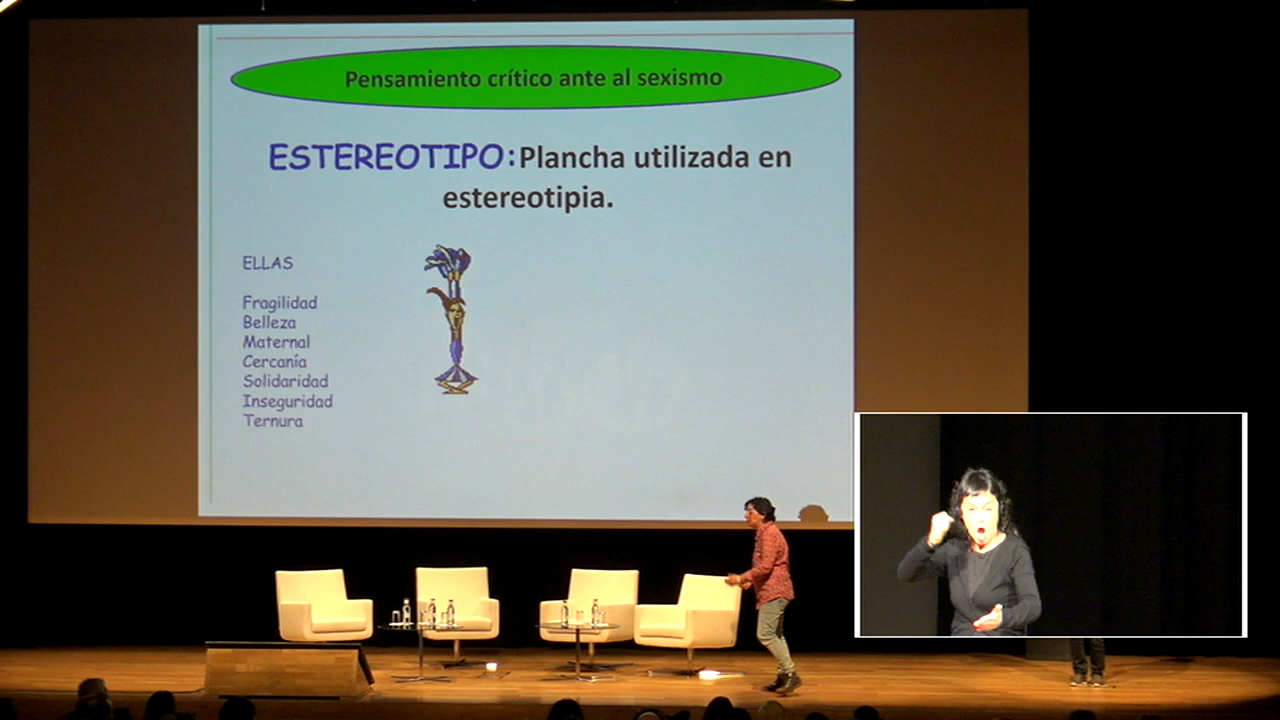 Pensamiento crítico ante al sexismo
ESTEREOTIPO:Plancha utilizada en
estereotipia.
ELLAS
Fragilidad
Belleza
Maternal
Cercanía
Solidaridad
Inseguridad
Ternura